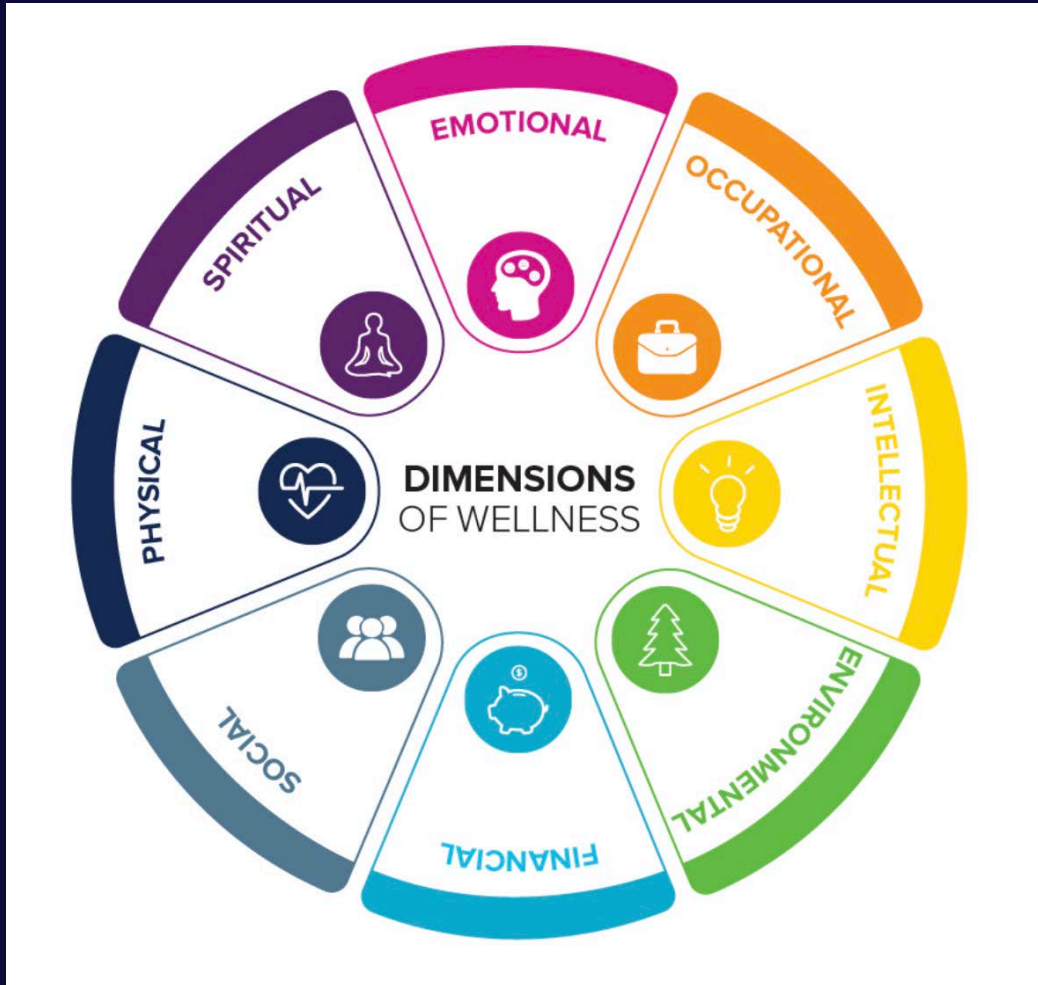 DIMENSIONS
OF WELLNESS
EMOTIONAL
OCCUPATIONAL
INTELLECTUAL
ENVIRONMENTAL
FINANCIAL
$
SOCIAL
PHYSICAL
SPIRITUAL